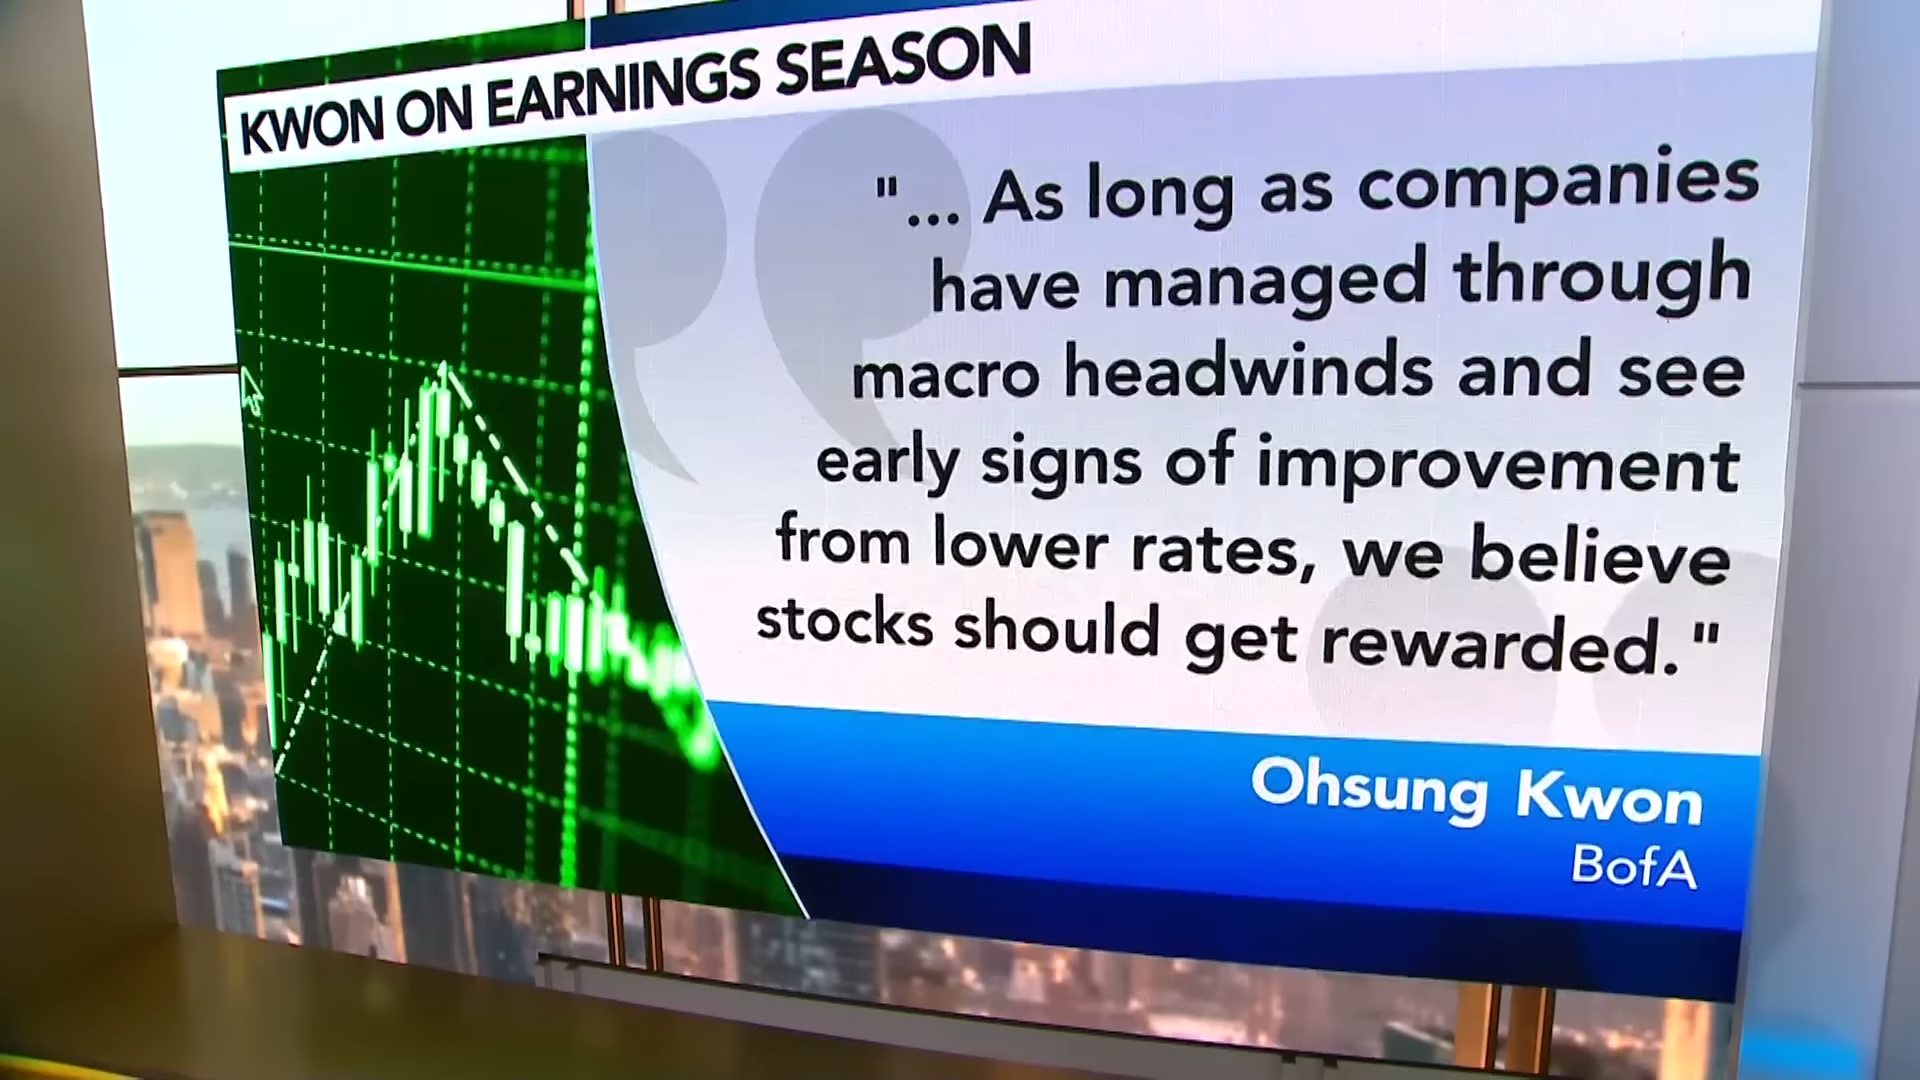 KWON ON EARNINGS SEASON
"... As long as companies
have managed through
macro headwinds and see
early signs of improvement
from lower rates, we believe
stocks should get rewarded."
Ohsung Kwon
BofA